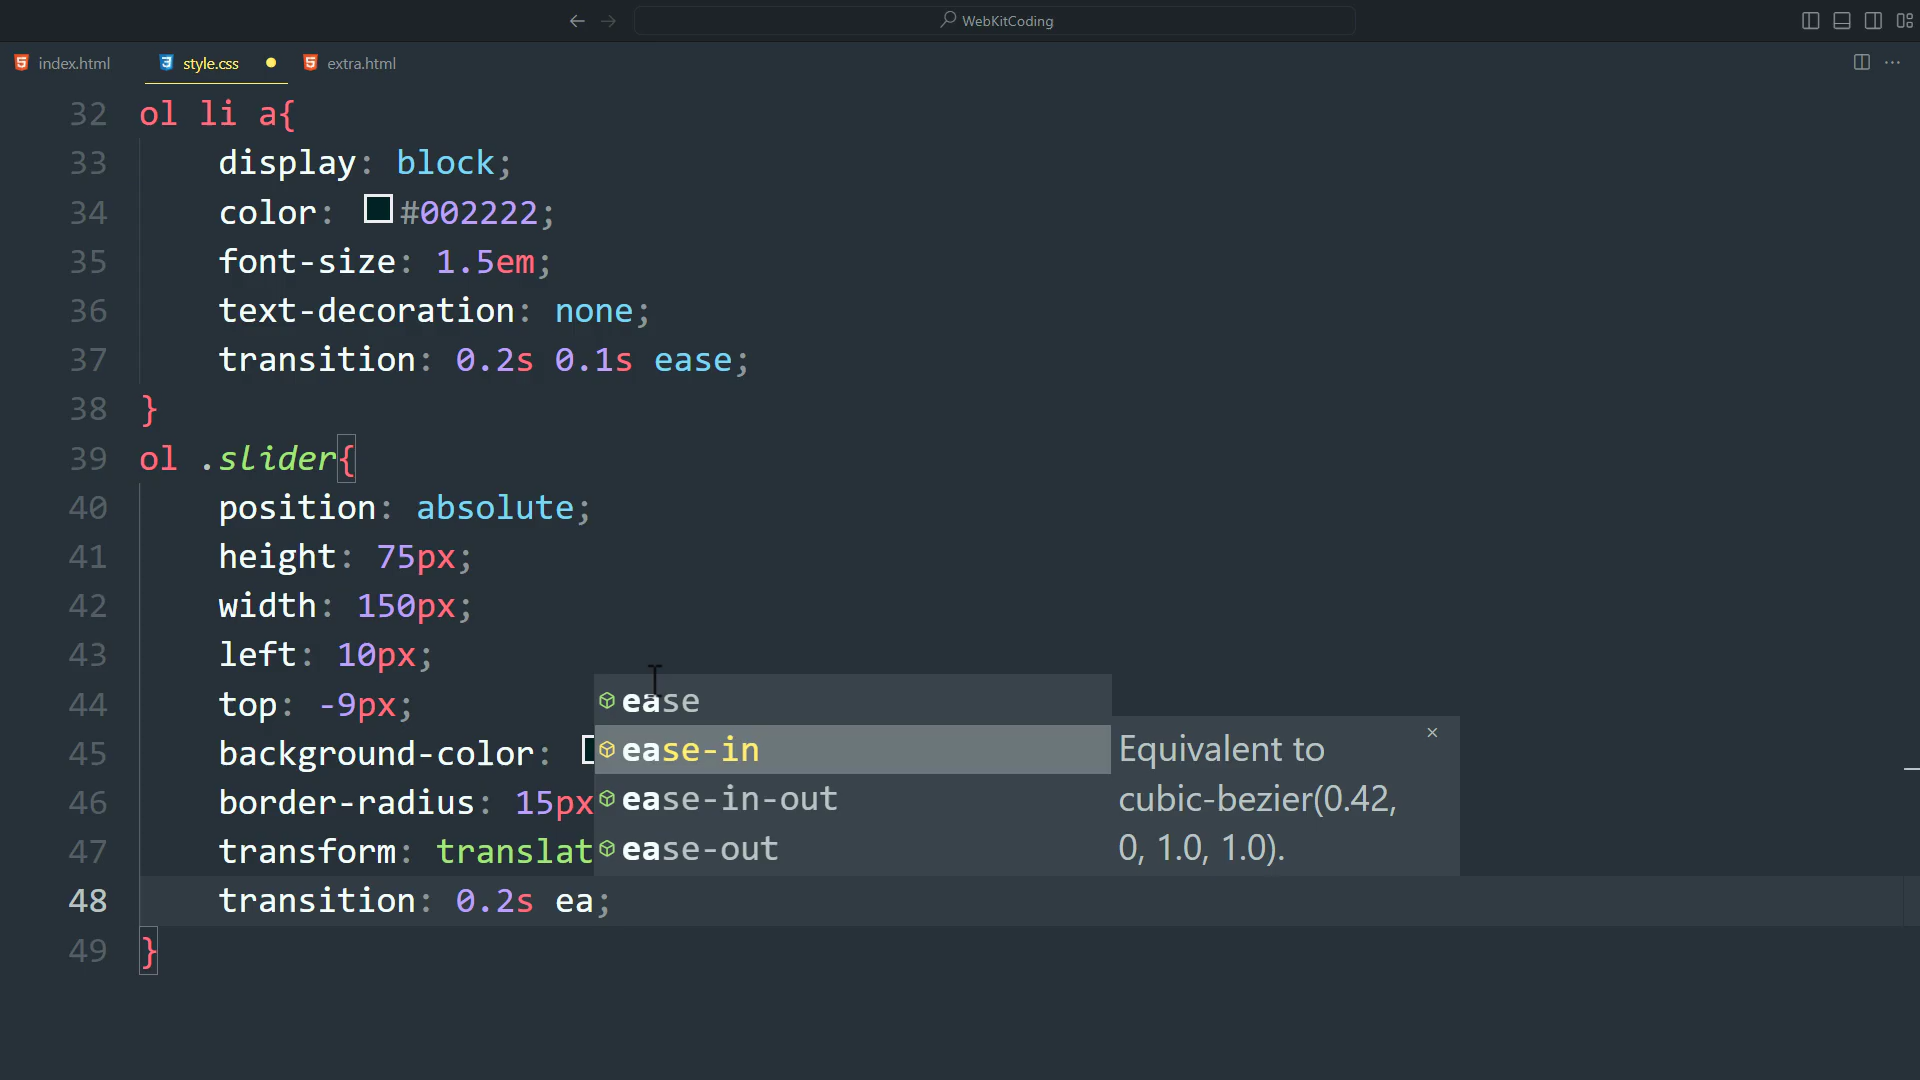 WebKitCoding
index.html style.css extra.html
32 ol li a{
33 display: block;
34 color: #002222;
35 font-size: 1.5em;
36 text-decoration: none;
37 transition: 0.2s 0.1s ease;
38 }
39 ol .slider{
40 position: absolute;
41 height: 75px;
42 width: 150px;
43 left: 10px;
44 top: -9px;
45 background-color:
46 border-radius: 15px
47 transform: translat
48 transition: 0.2s ea;
49 }
ease
ease-in
ease-in-out
ease-out
Equivalent to
cubic-bezier(0.42,
0, 1.0, 1.0).